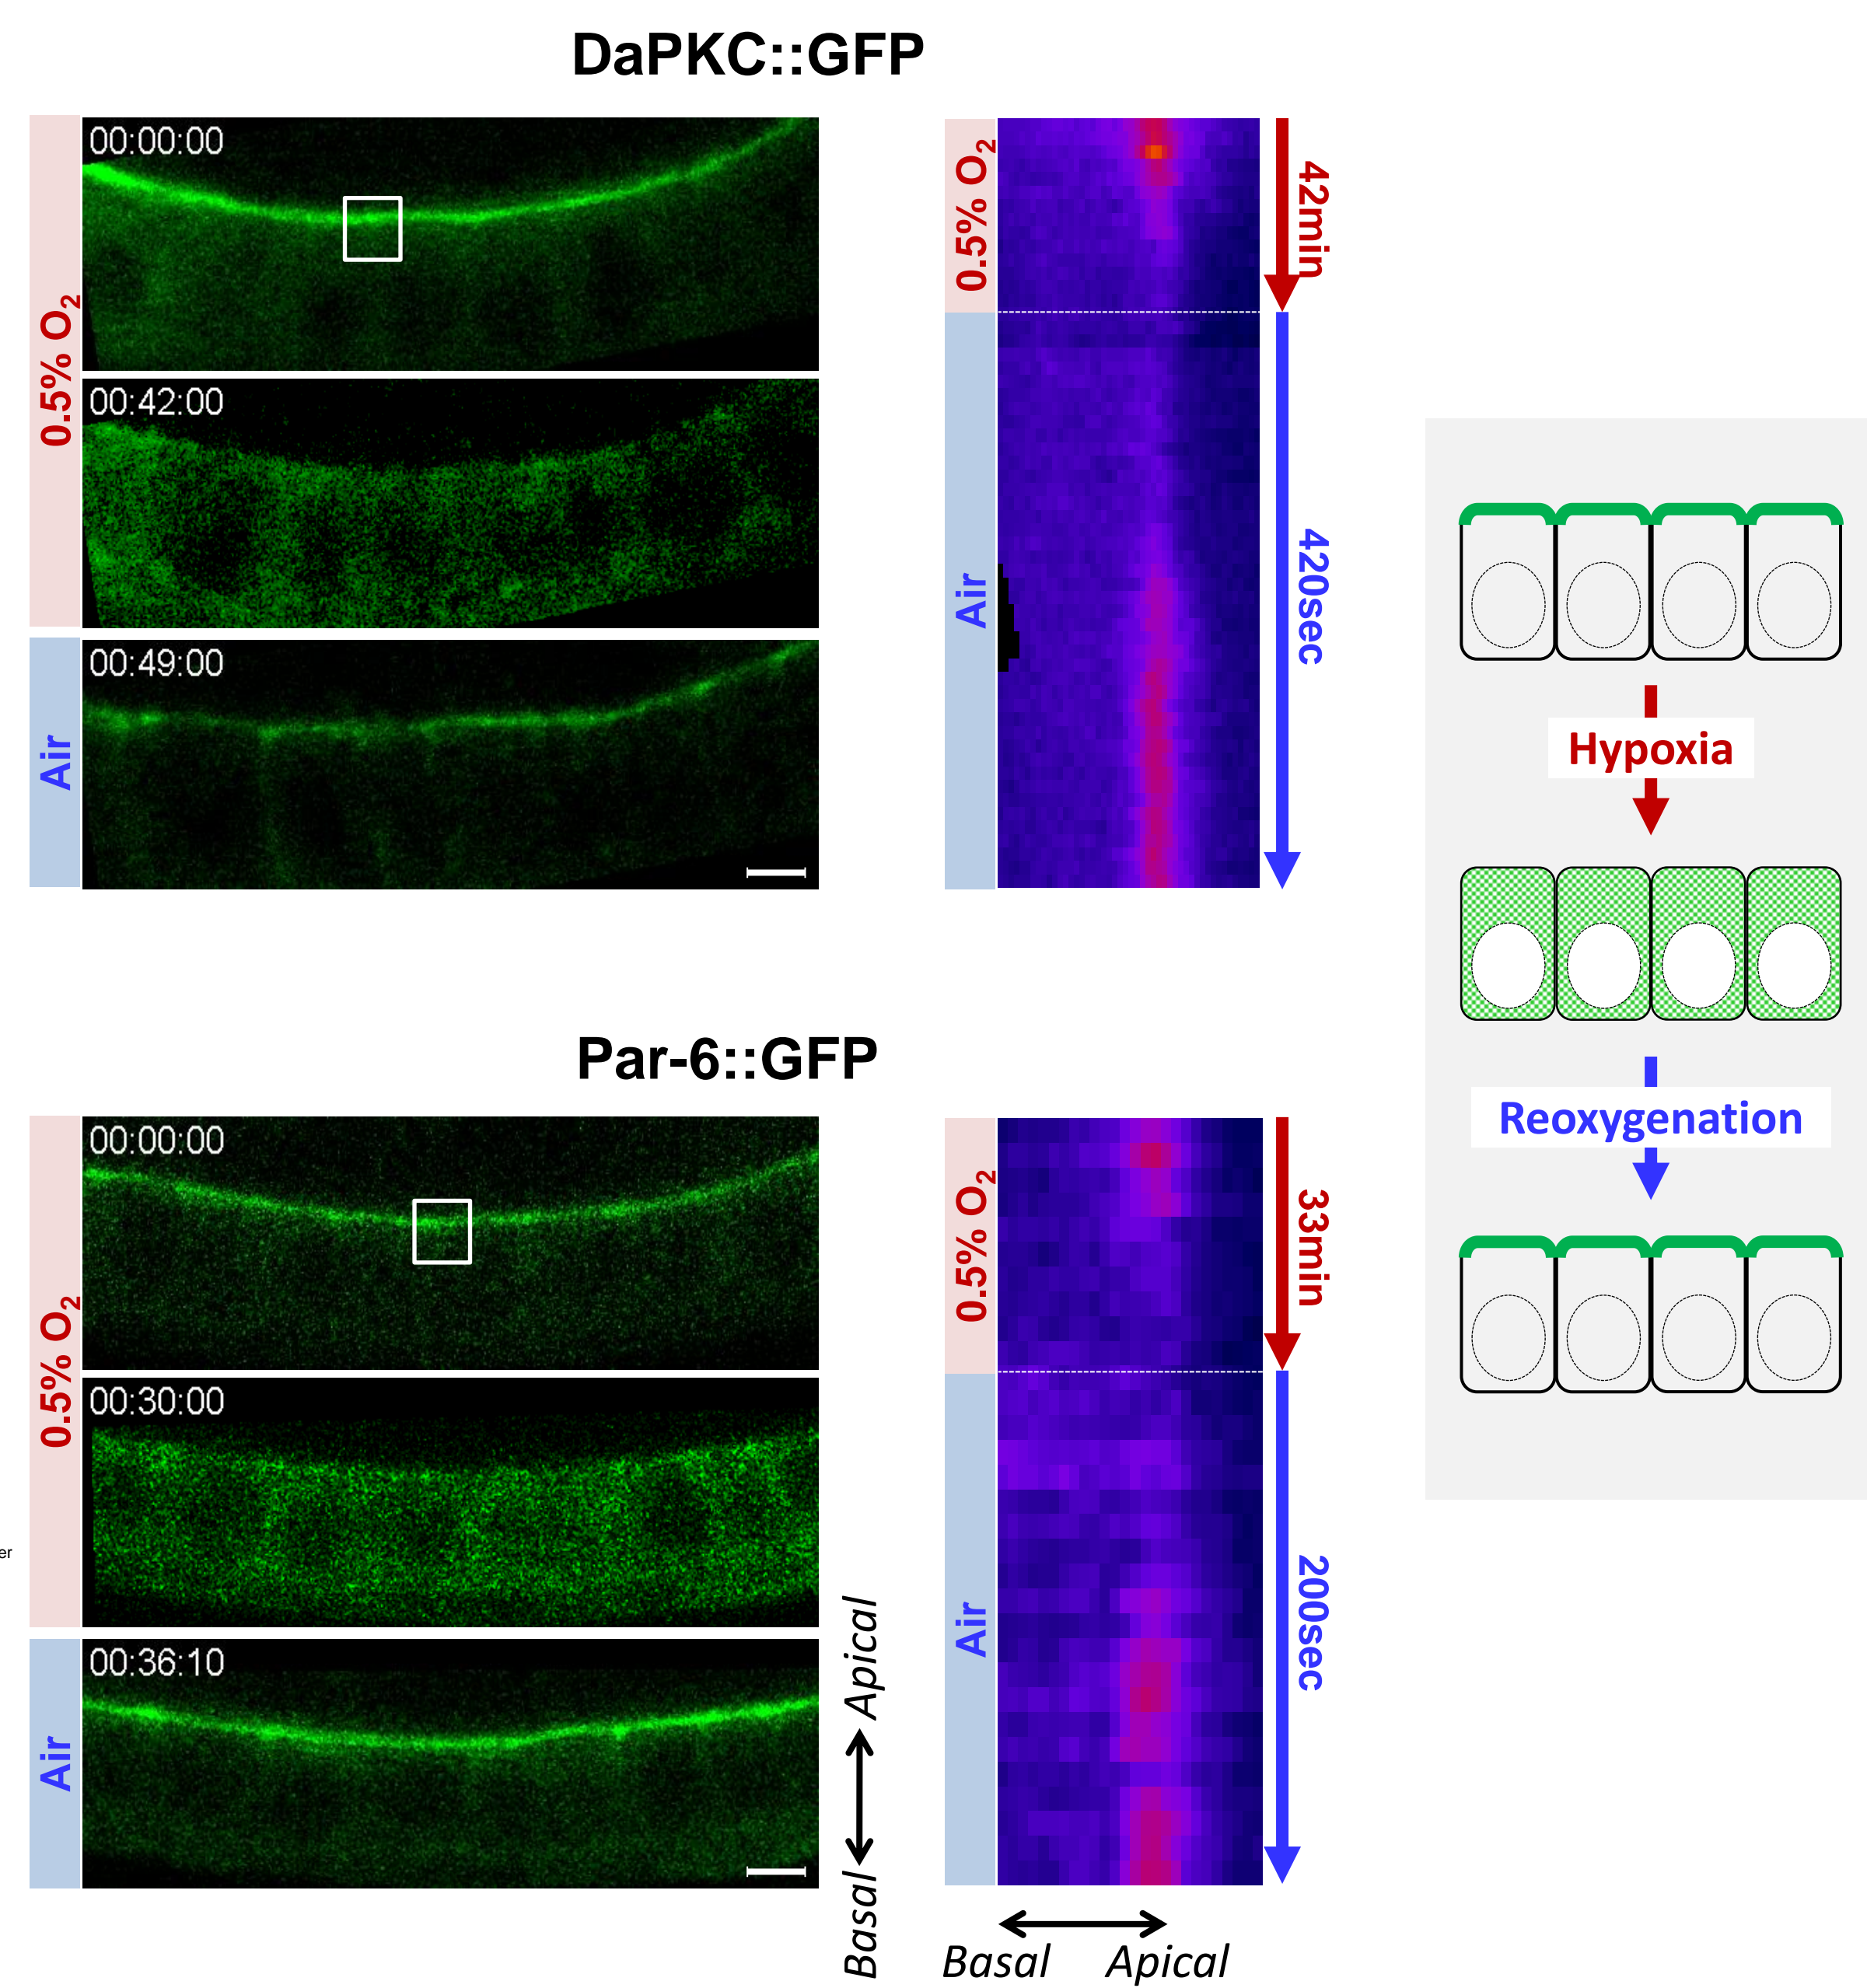 DaPKC::GFP
0.5% O2
00:00:00
00:42:00
Air
00:49:00
0.5% O2
42min
Air
420sec
Par-6::GFP
0.5% O2
00:00:00
00:30:00
Air
00:36:10
Basal
Apical
0.5% O2
33min
Air
200sec
Basal
Apical
Hypoxia
Reoxygenation
er